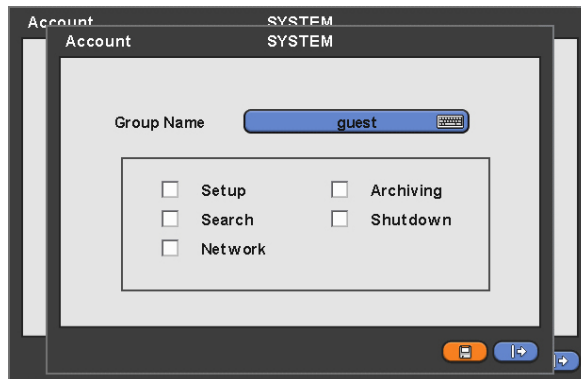 Account SYSTEM
Account SYSTEM
Group Name guest
Setup Archiving
Search Shutdown
Network